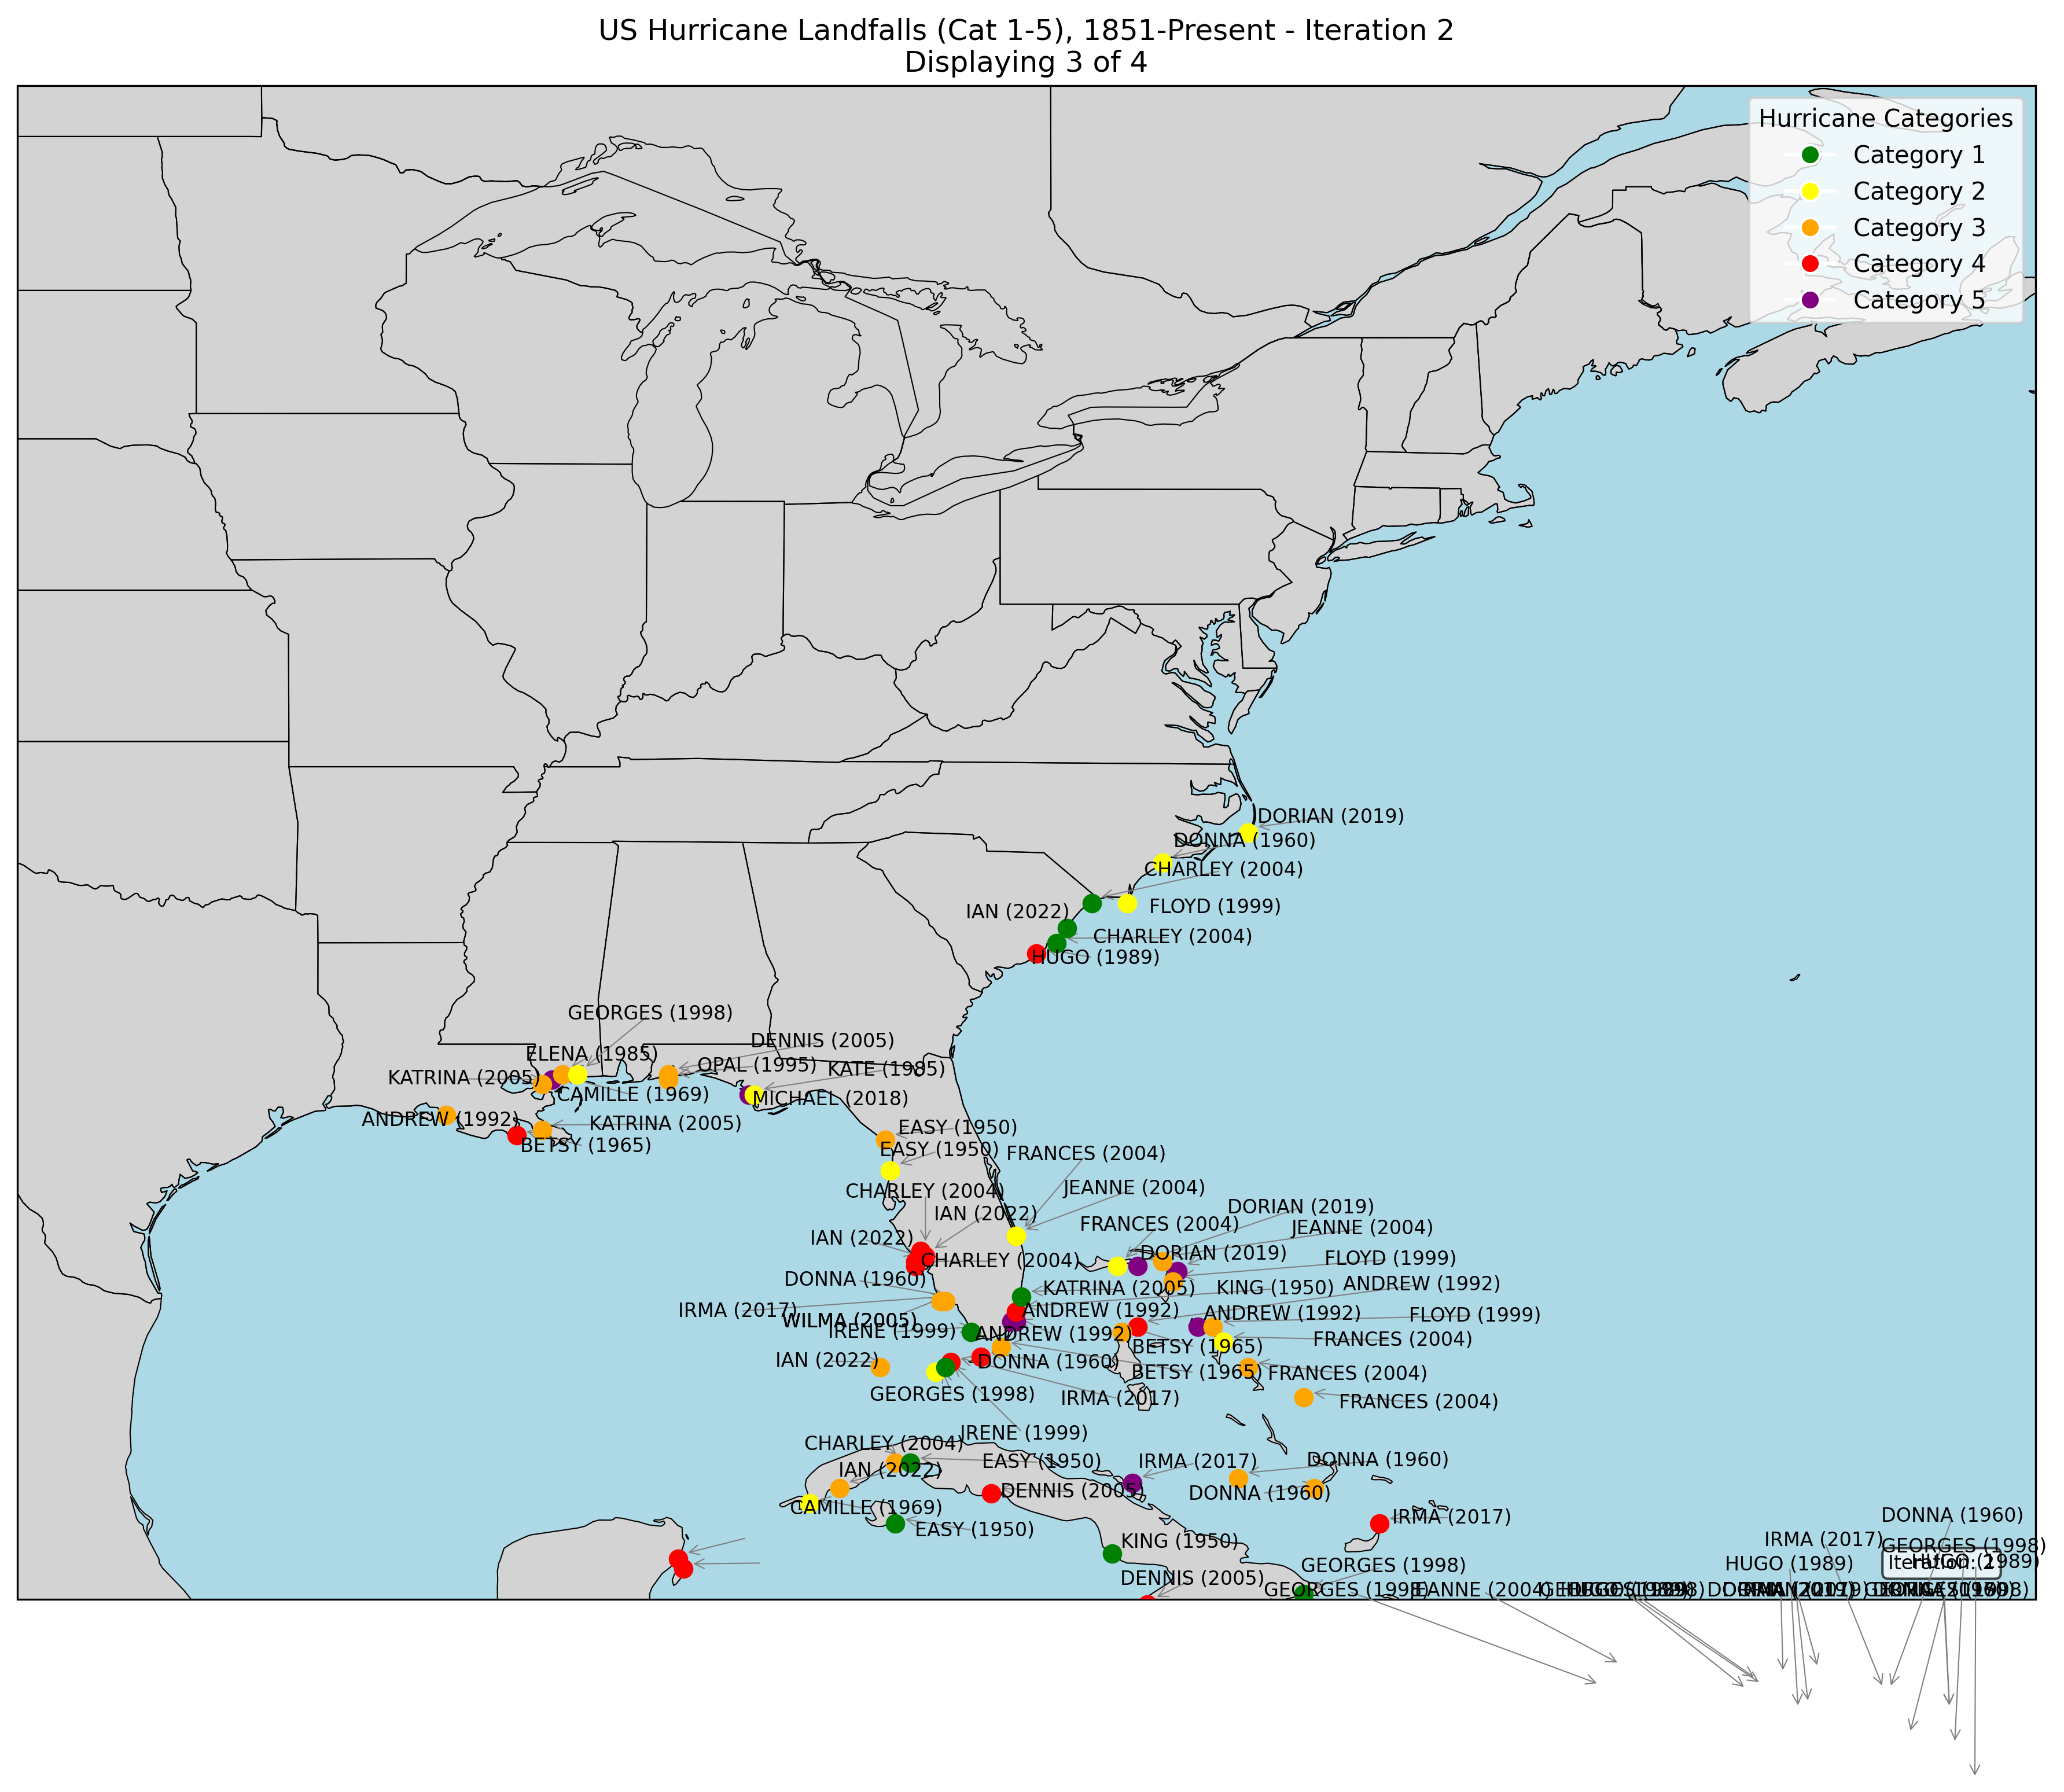 US Hurricane Landfalls (Cat 1-5), 1851-Present - Iteration 2
Displaying 3 of 4
Hurricane Categories
Category 1
Category 2
Category 3
Category 4
Category 5
DORIAN (2019)
DONNA (1960)
CHARLEY (2004)
FLOYD (1999)
IAN (2022)
CHARLEY (2004)
HUGO (1989)
GEORGES (1998)
DENNIS (2005)
ELENA (1985)
OPAL (1995)
KATE (1985)
KATRINA (2005)
CAMILLE (1969)
MICHAEL (2018)
ANDREW (1992)
KATRINA (2005)
EASY (1950)
BETSY (1965)
EASY (1950)
FRANCES (2004)
JEANNE (2004)
CHARLEY (2004)
DORIAN (2019)
IAN (2022)
FRANCES (2004)
JEANNE (2004)
IAN (2022)
DORIAN (2019)
CHARLEY (2004)
FLOYD (1999)
DONNA (1960)
KATRINA (2005)
KING (1950)
ANDREW (1992)
IRMA (2017)
ANDREW (1992)
ANDREW (1992)
FLOYD (1999)
WILMA (2005)
IRENE (1999)
ANDREW (1992)
FRANCES (2004)
BETSY (1965)
IAN (2022)
DONNA (1960)
BETSY (1965)
FRANCES (2004)
GEORGES (1998)
IRMA (2017)
FRANCES (2004)
IRENE (1999)
CHARLEY (2004)
EASY (1950)
IRMA (2017)
DONNA (1960)
IAN (2022)
DENNIS (2005)
DONNA (1960)
CAMILLE (1969)
EASY (1950)
IRMA (2017)
DONNA (1960)
KING (1950)
IRMA (2017)
GEORGES (1998)
DENNIS (2005)
GEORGES (1998)
HUGO (1989)
HUGO (1989)
Iteration: 2
GEORGES (1998)
JEANNE (2004)